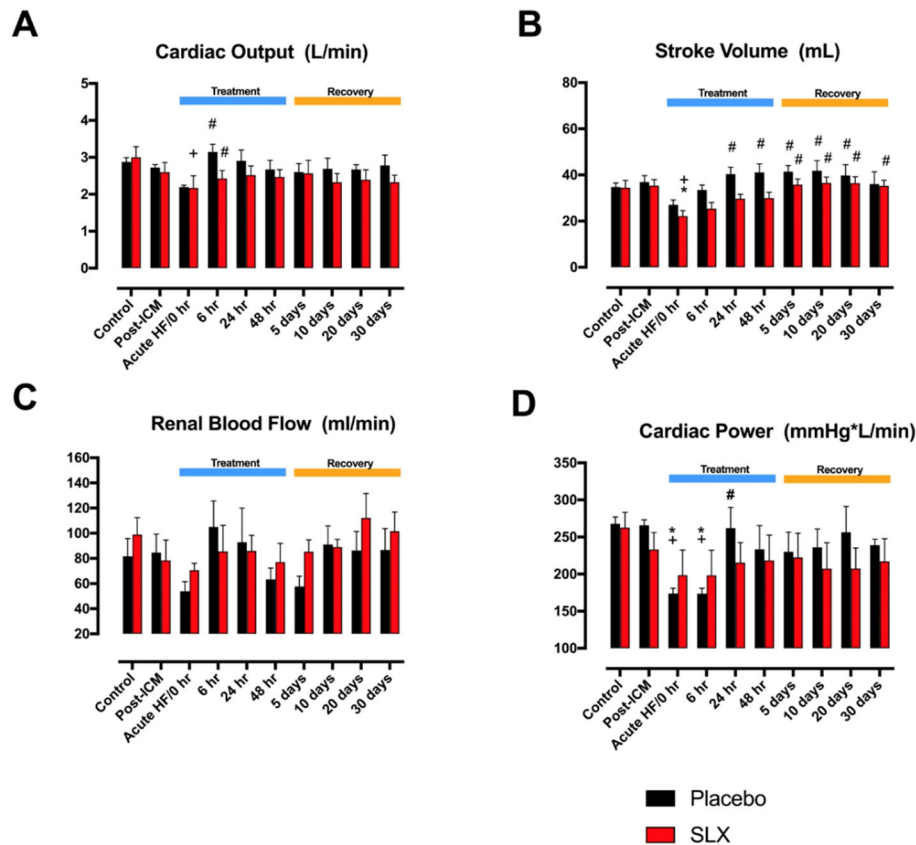 A
Cardiac Output (L/min)
Treatment
Recovery
5
4
3
2
1
0
+
#
#
Control
Post-ICM
Acute HF/0 hr
6 hr
24 hr
48 hr
5 days
10 days
20 days
30 days
B
Stroke Volume (mL)
Treatment
Recovery
80
60
40
20
0
+
*
#
#
#
#
#
#
#
#
#
Control
Post-ICM
Acute HF/0 hr
6 hr
24 hr
48 hr
5 days
10 days
20 days
30 days
C
Renal Blood Flow (ml/min)
Treatment
Recovery
160
140
120
100
80
60
40
20
Control
Post-ICM
Acute HF/0 hr
6 hr
24 hr
48 hr
5 days
10 days
20 days
30 days
D
Cardiac Power (mmHg*L/min)
Treatment
Recovery
350
300
250
200
150
100
*
+
*
+
#
Control
Post-ICM
Acute HF/0 hr
6 hr
24 hr
48 hr
5 days
10 days
20 days
30 days
Placebo
SLX